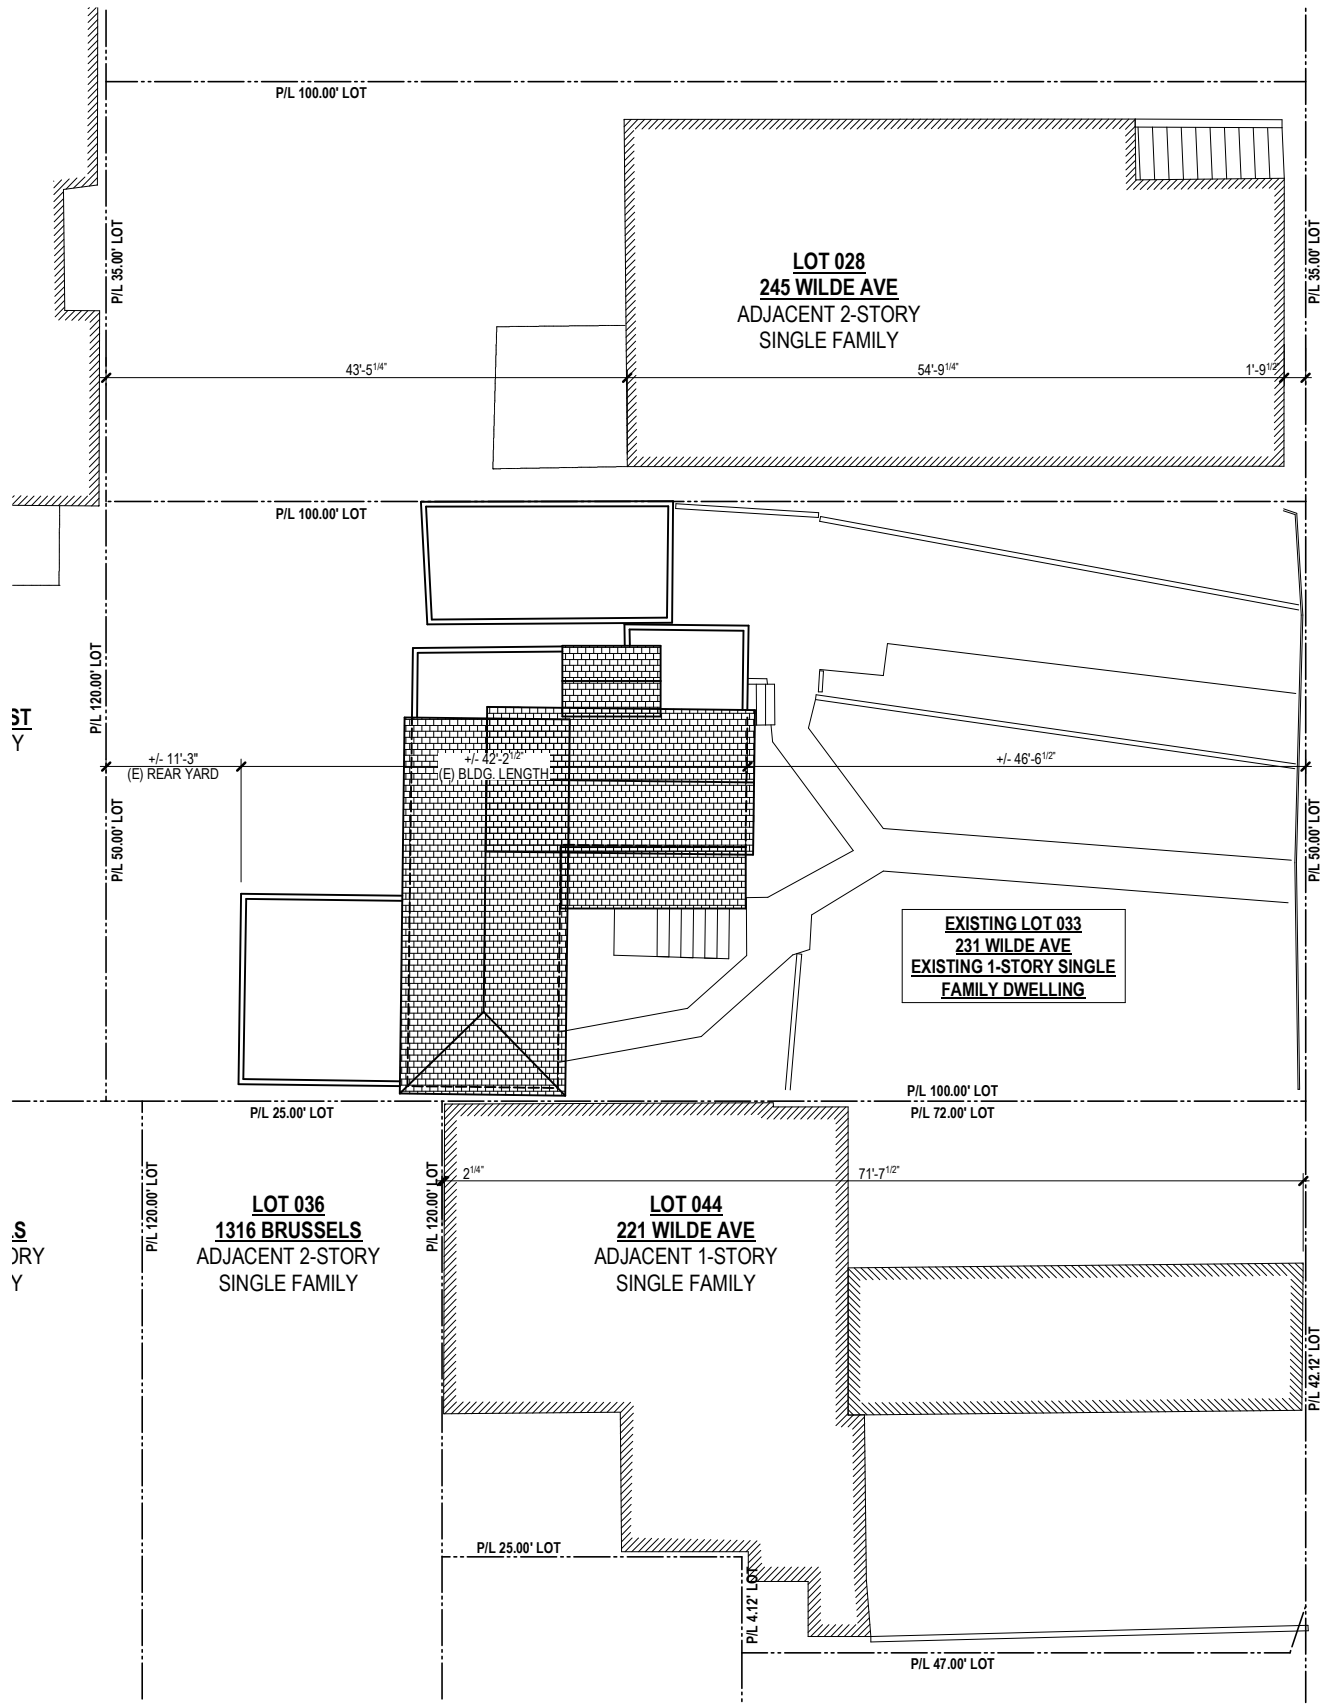 P/L 100.00' LOT
P/L 35.00' LOT
P/L 35.00' LOT
LOT 028
245 WILDE AVE
ADJACENT 2-STORY
SINGLE FAMILY
43'-5 1/4"
54'-9 1/4"
1'-9 1/2"
P/L 100.00' LOT
P/L 120.00' LOT
ST
Y
+/- 11'-3"
(E) REAR YARD
+/- 42'-2 1/2"
(E) BLDG. LENGTH
+/- 46'-6 1/2"
P/L 50.00' LOT
P/L 50.00' LOT
EXISTING LOT 033
231 WILDE AVE
EXISTING 1-STORY SINGLE
FAMILY DWELLING
P/L 100.00' LOT
P/L 25.00' LOT
P/L 72.00' LOT
P/L 120.00' LOT
P/L 120.00' LOT
2 1/4"
71'-7 1/2"
S
ORY
Y
LOT 036
1316 BRUSSELS
ADJACENT 2-STORY
SINGLE FAMILY
LOT 044
221 WILDE AVE
ADJACENT 1-STORY
SINGLE FAMILY
P/L 42.12' LOT
P/L 25.00' LOT
P/L 4.12' LOT
P/L 47.00' LOT